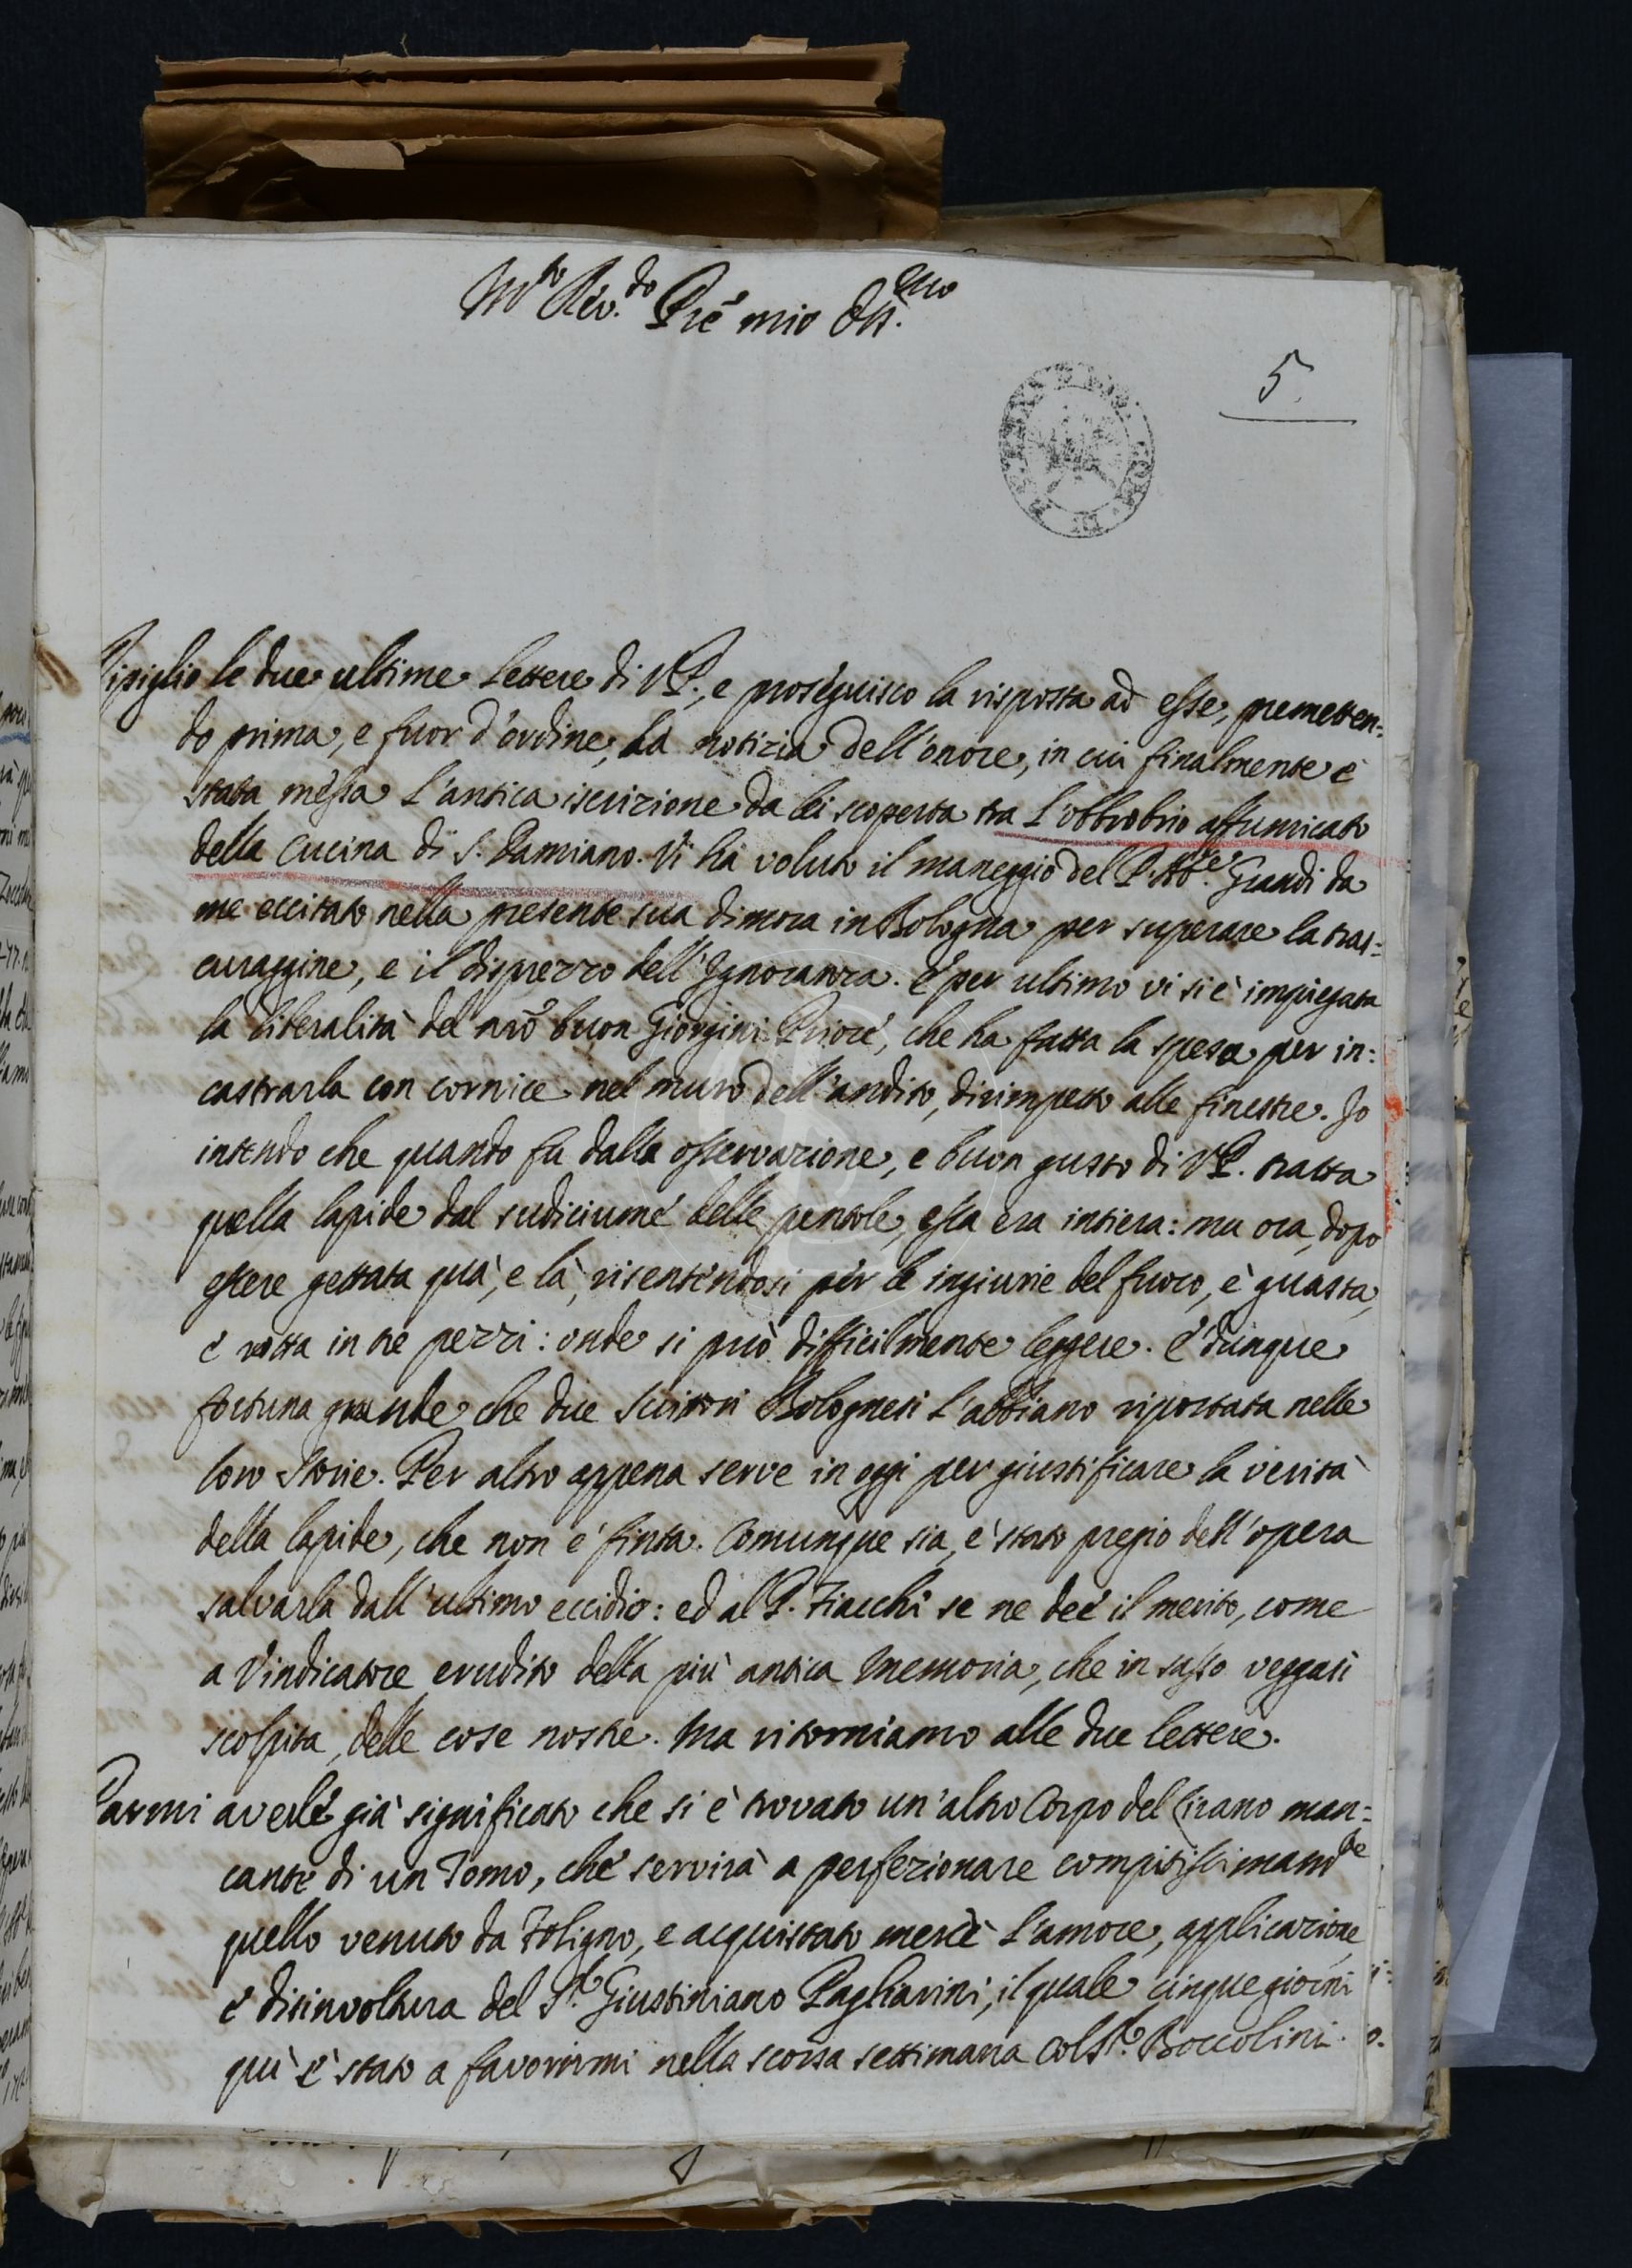 M.to Rev.do Pre mio Oss.mo
5.
Ripiglio le due ultime lettere di V.P., e proseguisco la risposta ad esse, premetten:
do prima, e fuor d'ordine, la notizia dell'onore, in cui finalmente è
stata messa l'antica iscrizione da lei scoperta tra l'obbrobrio affumicato
della Cucina di S. Damiano. Vi ha voluto il maneggio del P. Ab.e Grandi da
me eccitato nella presente sua dimora in Bologna per superare la tras:
curaggine, e il disprezzo dell'Ignoranza. E per ultimo vi si è impiegata
la liberalità del nrõ buon Giorgini Priore, che ha fatta la spesa per in:
castrarla con cornice nel muro dell'andito, dirimpetto alle finestre. Io
intendo che quando fu dalla osservazione, e buon gusto di V.P. tratta
quella lapide dal sudiciume delle pentole, essa era intiera: ma ora, dopo
essere gettata quà, e là, risentendosi per le ingiurie del fuoco, è guasta,
e rotta in tre pezzi: onde si può difficilmente leggere. E' dunque
fortuna grande che due Scrittori Bolognesi l'abbiano riportata nelle
loro Storie. Per altro appena serve in oggi per giustificare la verità
della lapide, che non è finta. Comunque sia, è stato pregio dell'opera
salvarla dall'ultimo eccidio: ed al P. Fiacchi se ne dee il merito, come
a Vindicatore erudito della più antica Memoria, che in sasso veggasi
scolpita, delle cose nostre. Ma ritorniamo alle due lettere.
Parmi averle già significato che si è trovato un'altro Corpo del Lirano man:
cante di un Tomo, che servirà a perfezionare compitissimam.te
quello venuto da Foligno, e acquistato mercè l'amore, applicazione,
e disinvoltura del S.r Giustiniano Pagliarini, il quale cinque giorni
quì è stato a favorirmi nella scorsa settimana col S.r Boccolini.